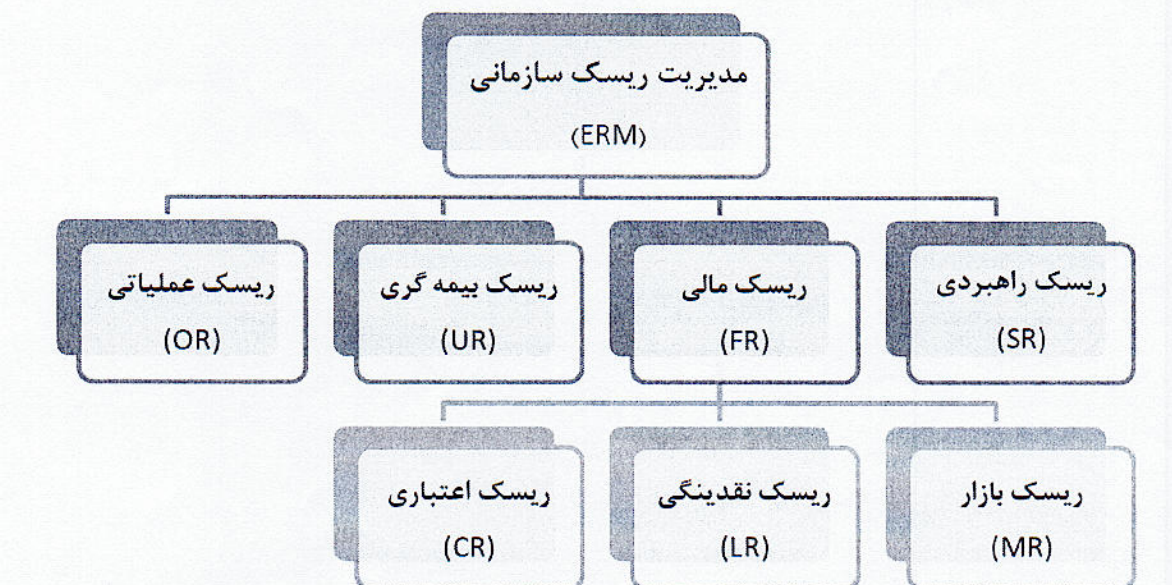 مدیریت ریسک سازمانی
(ERM)
ریسک راهبردی
(SR)
ریسک مالی
(FR)
ریسک بیمه گری
(UR)
ریسک عملیاتی
(OR)
ریسک بازار
(MR)
ریسک نقدینگی
(LR)
ریسک اعتباری
(CR)